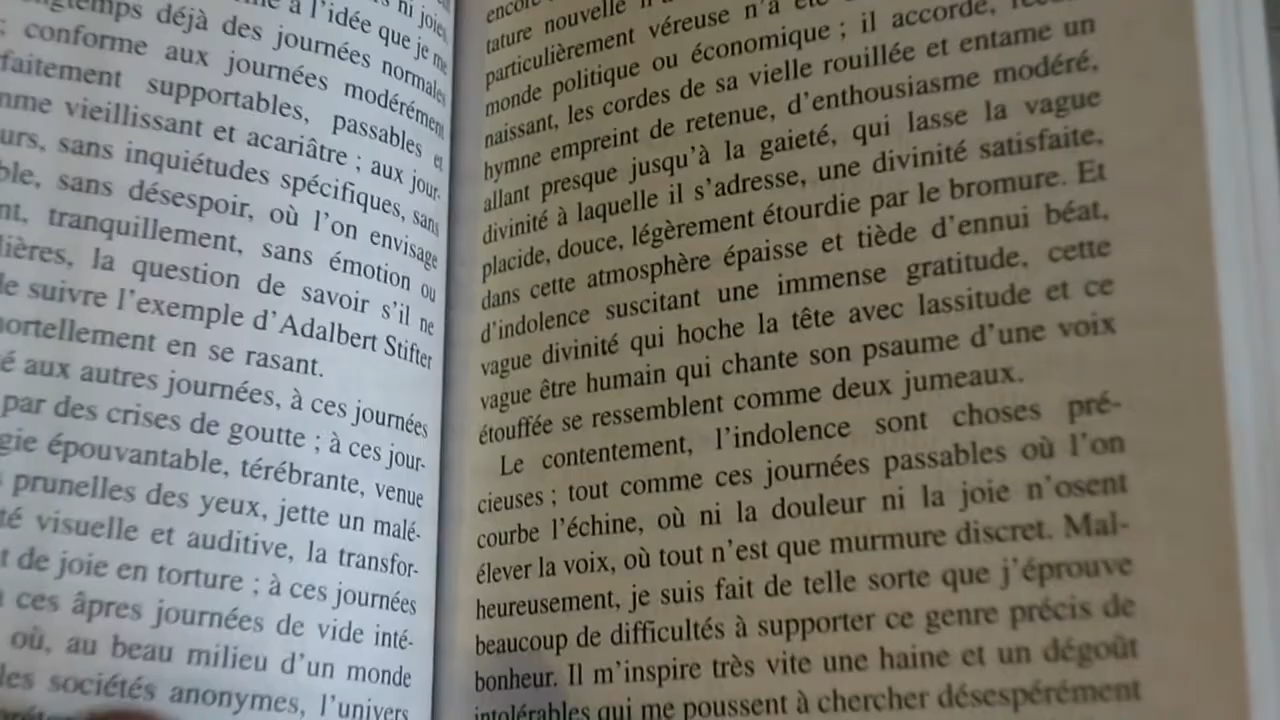 ni joies,
à l'idée que je me
déjà des journées normales
conforme aux journées modérément
faitement supportables, passables et
mme vieillissant et acariâtre ; aux jour-
urs, sans inquiétudes spécifiques, sans
ble, sans désespoir, où l'on envisage
nt, tranquillement, sans émotion ou
lières, la question de savoir s'il ne
de suivre l'exemple d'Adalbert Stifter
mortellement en se rasant.
é aux autres journées, à ces journées
par des crises de goutte ; à ces jour-
gie épouvantable, térébrante, venue
prunelles des yeux, jette un malé-
té visuelle et auditive, la transfor-
t de joie en torture ; à ces journées
ces âpres journées de vide inté-
où, au beau milieu d'un monde
les sociétés anonymes, l'univers
encore
tature nouvelle
particulièrement véreuse n'a
monde politique ou économique ; il accorde,
naissant, les cordes de sa vielle rouillée et entame un
hymne empreint de retenue, d'enthousiasme modéré,
allant presque jusqu'à la gaieté, qui lasse la vague
divinité à laquelle il s'adresse, une divinité satisfaite,
placide, douce, légèrement étourdie par le bromure. Et
dans cette atmosphère épaisse et tiède d'ennui béat,
d'indolence suscitant une immense gratitude, cette
vague divinité qui hoche la tête avec lassitude et ce
vague être humain qui chante son psaume d'une voix
étouffée se ressemblent comme deux jumeaux.
Le contentement, l'indolence sont choses pré-
cieuses ; tout comme ces journées passables où l'on
courbe l'échine, où ni la douleur ni la joie n'osent
élever la voix, où tout n'est que murmure discret. Mal-
heureusement, je suis fait de telle sorte que j'éprouve
beaucoup de difficultés à supporter ce genre précis de
bonheur. Il m'inspire très vite une haine et un dégoût
intolérables qui me poussent à chercher désespérément